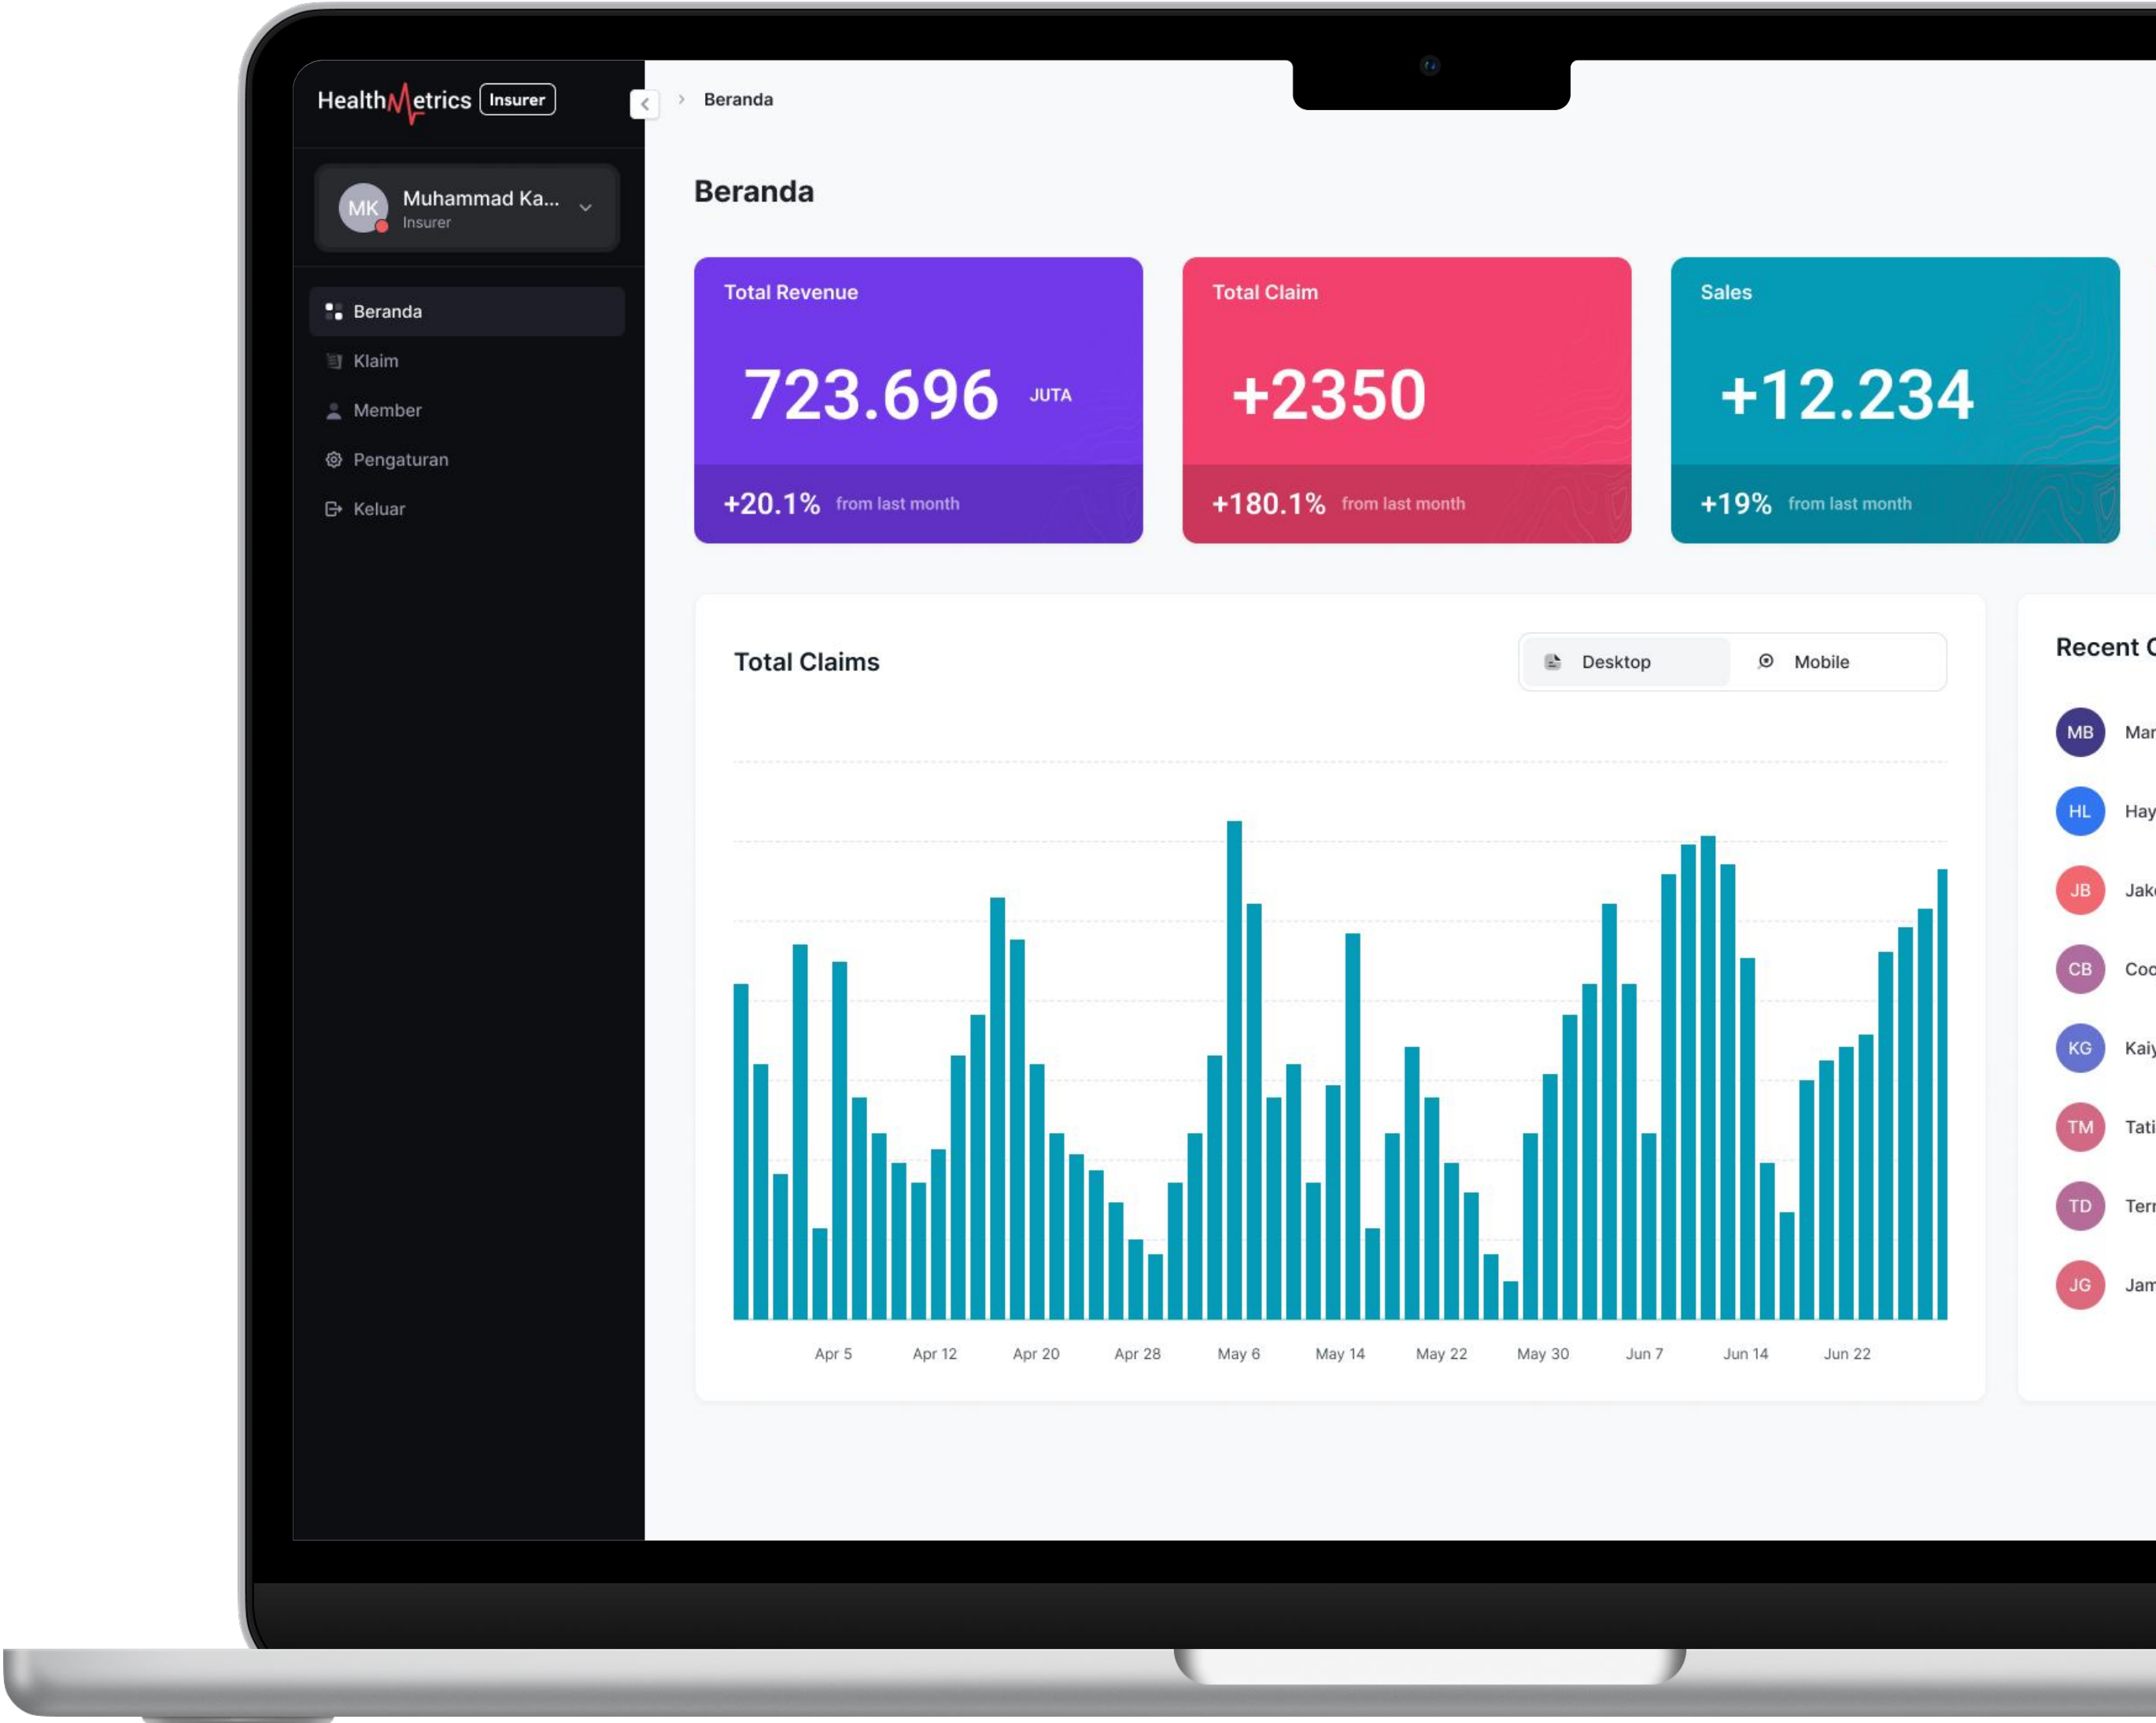 HealthMetrics Insurer
Beranda
Muhammad Ka...
Insurer
Beranda
Klaim
Member
Pengaturan
Keluar
Beranda
Total Revenue
723.696 JUTA
+20.1% from last month
Total Claim
+2350
+180.1% from last month
Sales
+12.234
+19% from last month
Total Claims
Desktop
Mobile
Apr 5 Apr 12 Apr 20 Apr 28 May 6 May 14 May 22 May 30 Jun 7 Jun 14 Jun 22
Recent
MK
MB
HL
JB
CB
KG
TM
TD
JG